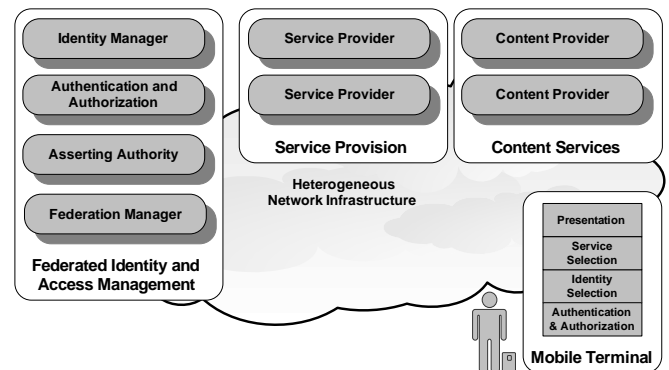 Identity Manager
Authentication and
Authorization
Asserting Authority
Federation Manager
Federated Identity and
Access Management
Service Provider
Service Provider
Service Provision
Content Provider
Content Provider
Content Services
Heterogeneous
Network Infrastructure
Presentation
Service
Selection
Identity
Selection
Authentication
& Authorization
Mobile Terminal